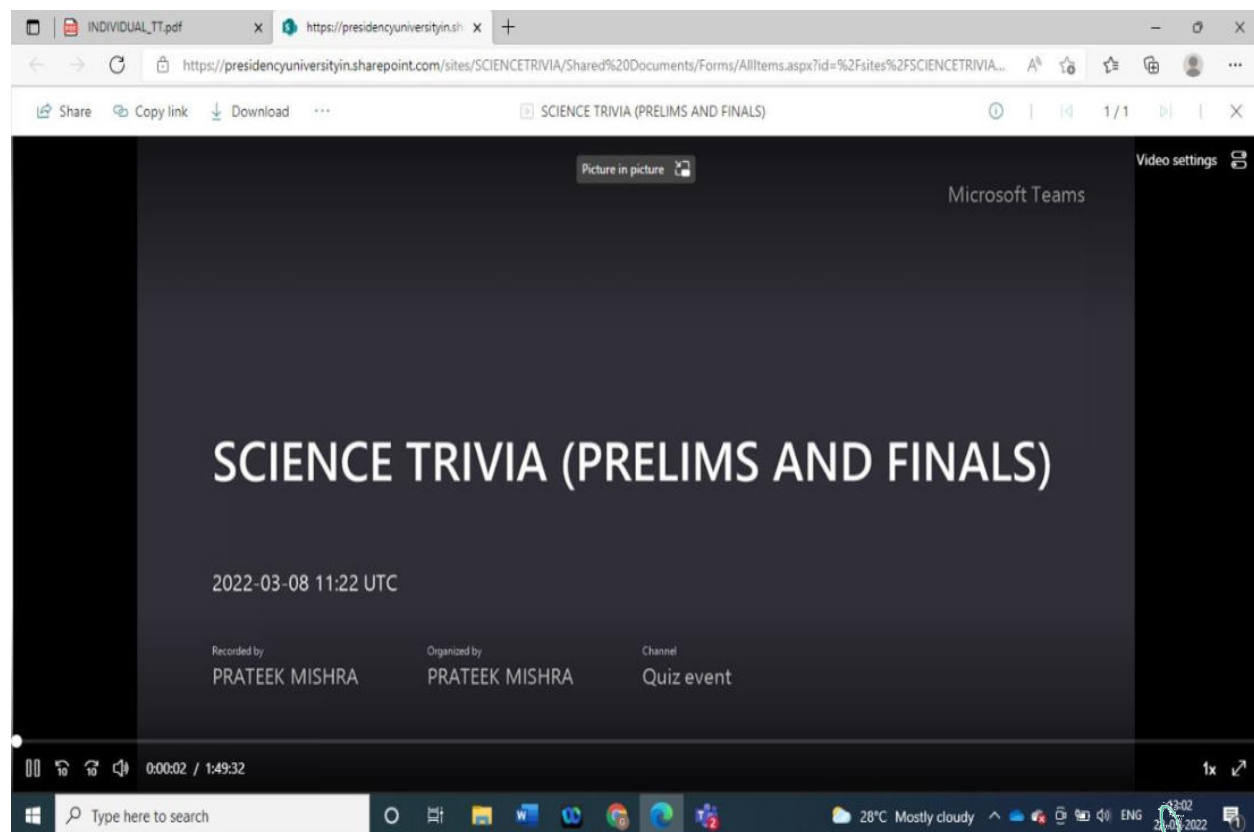 INDIVIDUAL_TT.pdf
https://presidencyuniversityin.sh
https://presidencyuniversityin.sharepoint.com/sites/SCIENCETRIVIA/Shared%20Documents/Forms/AllItems.aspx?id=%2Fsites%2FSCIENCETRIVIA...
Share Copy link Download ... SCIENCE TRIVIA (PRELIMS AND FINALS) 1 / 1
Picture in picture
Video settings
Microsoft Teams
SCIENCE TRIVIA (PRELIMS AND FINALS)
2022-03-08 11:22 UTC
Recorded by Organized by Channel
PRATEEK MISHRA PRATEEK MISHRA Quiz event
10 10 0:00:02 / 1:49:32 1x
Type here to search 28°C Mostly cloudy ENG